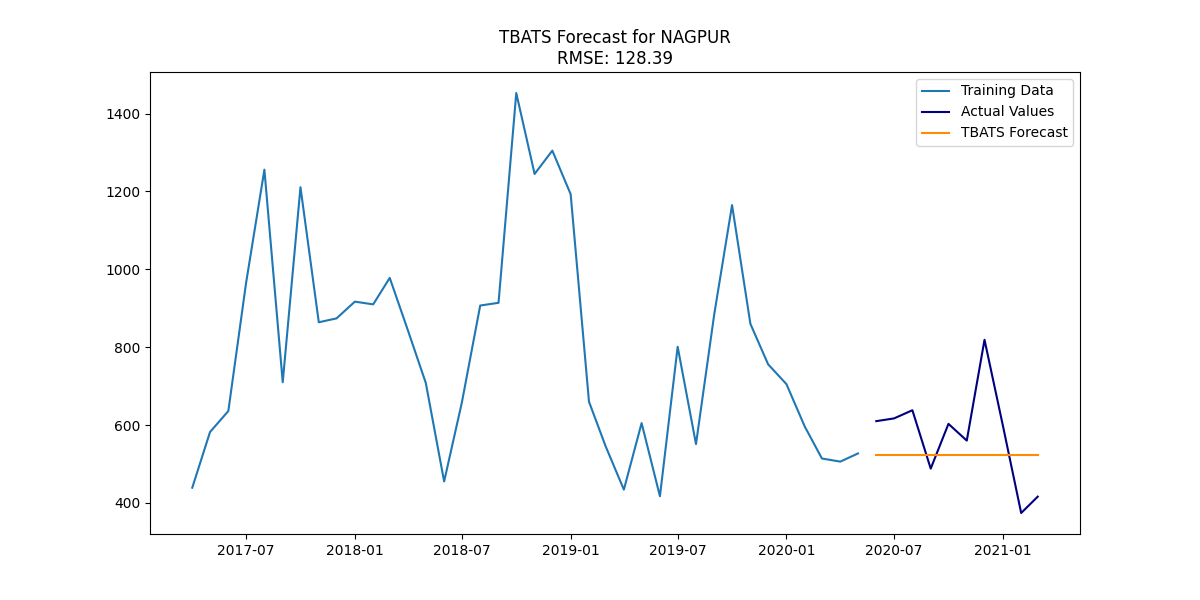 TBATS Forecast for NAGPUR
RMSE: 128.39
Training Data
Actual Values
TBATS Forecast
1400
1200
1000
800
600
400
2017-07
2018-01
2018-07
2019-01
2019-07
2020-01
2020-07
2021-01